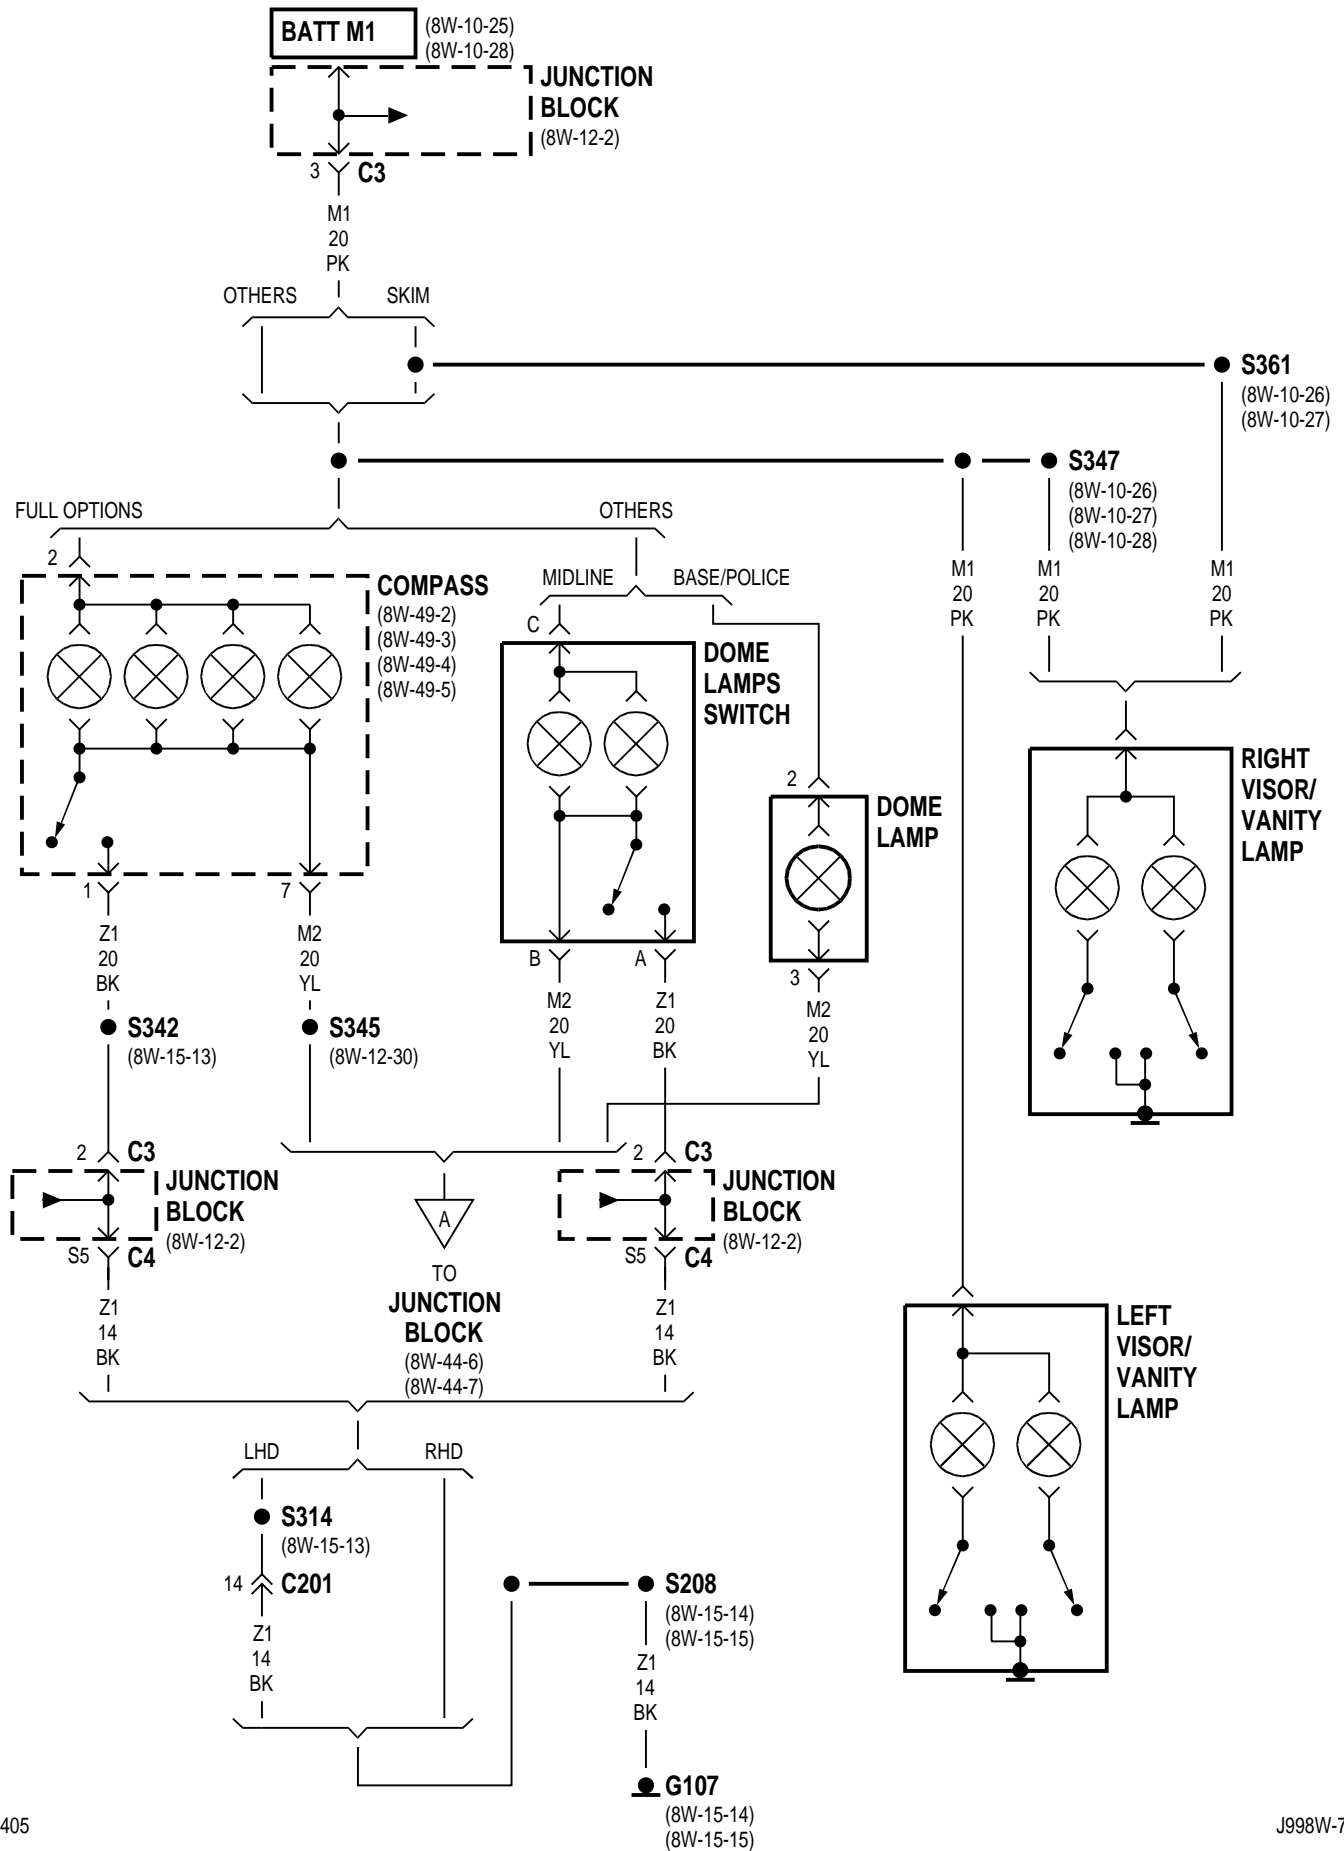 BATT M1
(8W-10-25)
(8W-10-28)
JUNCTION
BLOCK
(8W-12-2)
3
C3
M1
20
PK
OTHERS
SKIM
S361
(8W-10-26)
(8W-10-27)
S347
(8W-10-26)
(8W-10-27)
(8W-10-28)
FULL OPTIONS
OTHERS
2
MIDLINE
BASE/POLICE
M1
20
PK
M1
20
PK
M1
20
PK
COMPASS
(8W-49-2)
(8W-49-3)
(8W-49-4)
(8W-49-5)
C
DOME
LAMPS
SWITCH
2
DOME
LAMP
RIGHT
VISOR/
VANITY
LAMP
1
7
Z1
20
BK
M2
20
YL
B
A
3
M2
20
YL
Z1
20
BK
M2
20
YL
S342
(8W-15-13)
S345
(8W-12-30)
2
C3
JUNCTION
BLOCK
(8W-12-2)
S5
C4
A
TO
JUNCTION
BLOCK
(8W-44-6)
(8W-44-7)
2
C3
JUNCTION
BLOCK
(8W-12-2)
S5
C4
Z1
14
BK
Z1
14
BK
LEFT
VISOR/
VANITY
LAMP
LHD
RHD
S314
(8W-15-13)
14
C201
Z1
14
BK
S208
(8W-15-14)
(8W-15-15)
Z1
14
BK
G107
(8W-15-14)
(8W-15-15)
405
J998W-7